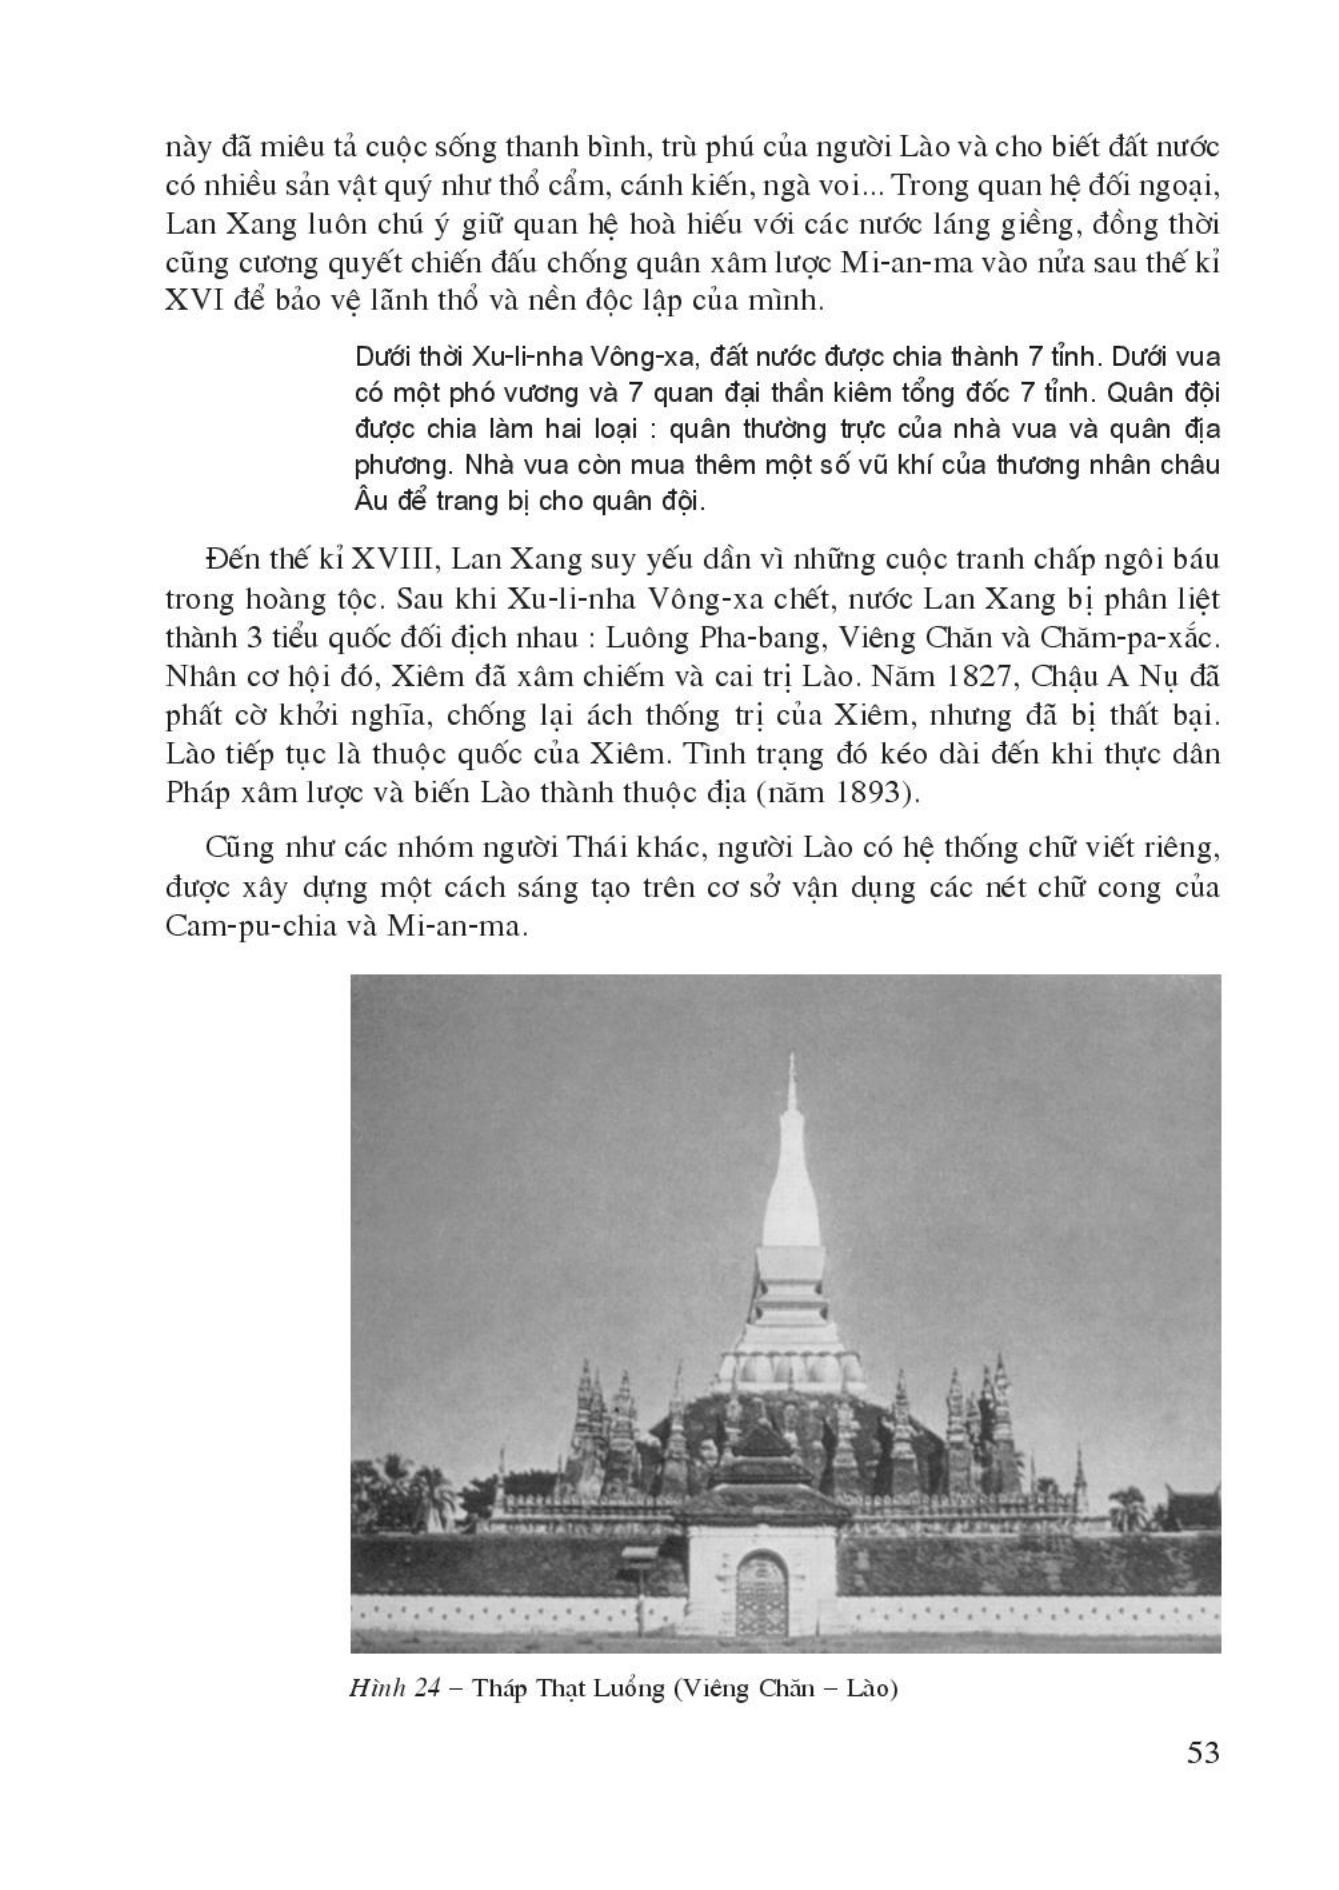 này đã miêu tả cuộc sống thanh bình, trù phú của người Lào và cho biết đất nước
có nhiều sản vật quý như thổ cẩm, cánh kiến, ngà voi... Trong quan hệ đối ngoại,
Lan Xang luôn chú ý giữ quan hệ hoà hiếu với các nước láng giềng, đồng thời
cũng cương quyết chiến đấu chống quân xâm lược Mi-an-ma vào nửa sau thế kỉ
XVI để bảo vệ lãnh thổ và nền độc lập của mình.
Dưới thời Xu-li-nha Vông-xa, đất nước được chia thành 7 tỉnh. Dưới vua
có một phó vương và 7 quan đại thần kiêm tổng đốc 7 tỉnh. Quân đội
được chia làm hai loại : quân thường trực của nhà vua và quân địa
phương. Nhà vua còn mua thêm một số vũ khí của thương nhân châu
Âu để trang bị cho quân đội.
Đến thế kỉ XVIII, Lan Xang suy yếu dần vì những cuộc tranh chấp ngôi báu
trong hoàng tộc. Sau khi Xu-li-nha Vông-xa chết, nước Lan Xang bị phân liệt
thành 3 tiểu quốc đối địch nhau : Luông Pha-bang, Viêng Chăn và Chăm-pa-xắc.
Nhân cơ hội đó, Xiêm đã xâm chiếm và cai trị Lào. Năm 1827, Chậu A Nụ đã
phất cờ khởi nghĩa, chống lại ách thống trị của Xiêm, nhưng đã bị thất bại.
Lào tiếp tục là thuộc quốc của Xiêm. Tình trạng đó kéo dài đến khi thực dân
Pháp xâm lược và biến Lào thành thuộc địa (năm 1893).
Cũng như các nhóm người Thái khác, người Lào có hệ thống chữ viết riêng,
được xây dựng một cách sáng tạo trên cơ sở vận dụng các nét chữ cong của
Cam-pu-chia và Mi-an-ma.
Hình 24 – Tháp Thạt Luổng (Viêng Chăn – Lào)
53